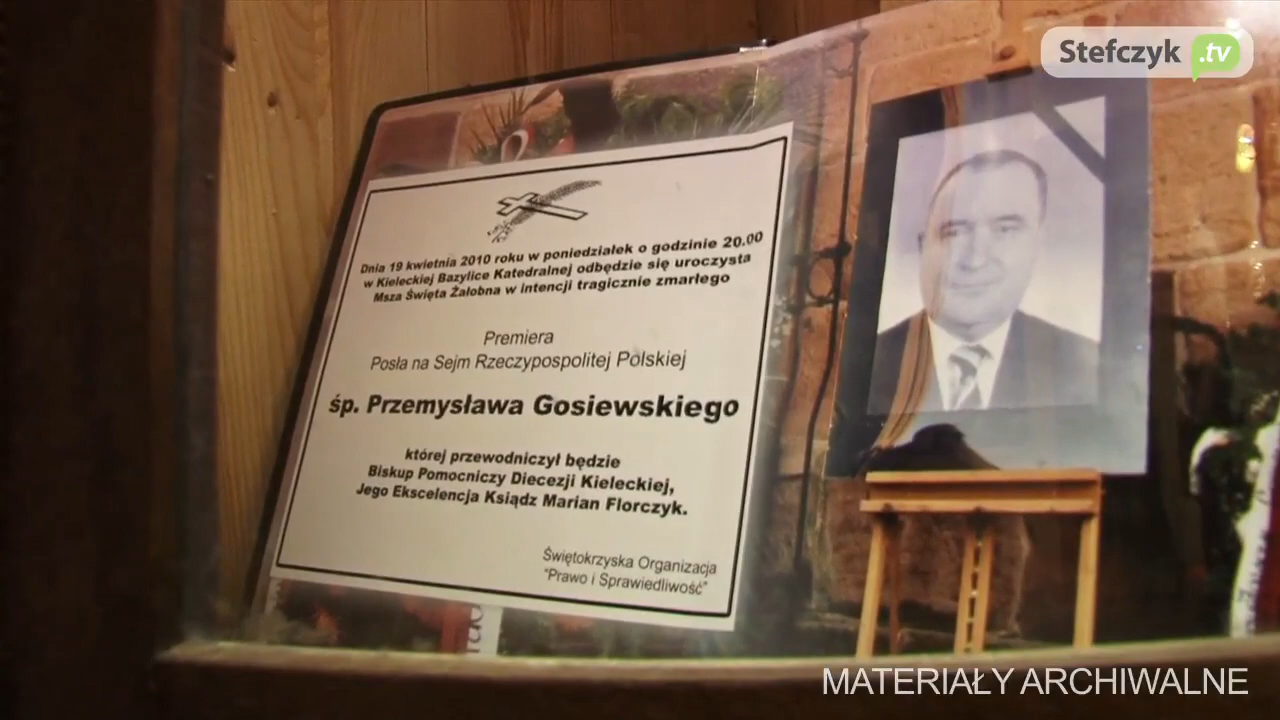 Stefczyk.tv
Dnia 19 kwietnia 2010 roku w poniedziałek o godzinie 20.00
w Kieleckiej Bazylice Katedralnej odbędzie się uroczysta
Msza Święta Żałobna w intencji tragicznie zmarłego
Premiera
Posła na Sejm Rzeczypospolitej Polskiej
śp. Przemysława Gosiewskiego
której przewodniczył będzie
Biskup Pomocniczy Diecezji Kieleckiej,
Jego Ekscelencja Ksiądz Marian Florczyk.
Świętokrzyska Organizacja
"Prawo i Sprawiedliwość"
MATERIAŁY ARCHIWALNE